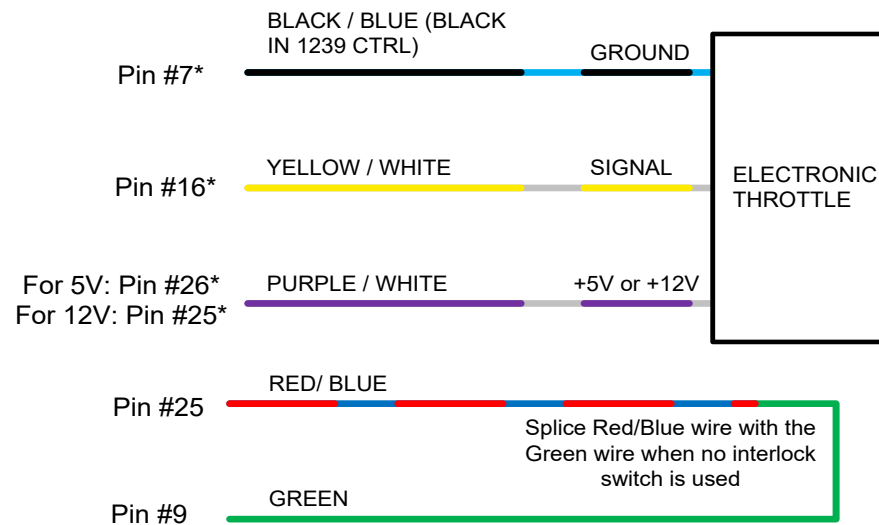 BLACK / BLUE (BLACK
IN 1239 CTRL)
GROUND
Pin #7*
YELLOW / WHITE
SIGNAL
Pin #16*
ELECTRONIC
THROTTLE
For 5V: Pin #26*
For 12V: Pin #25*
PURPLE / WHITE
+5V or +12V
RED/ BLUE
Pin #25
Splice Red/Blue wire with the
Green wire when no interlock
switch is used
GREEN
Pin #9